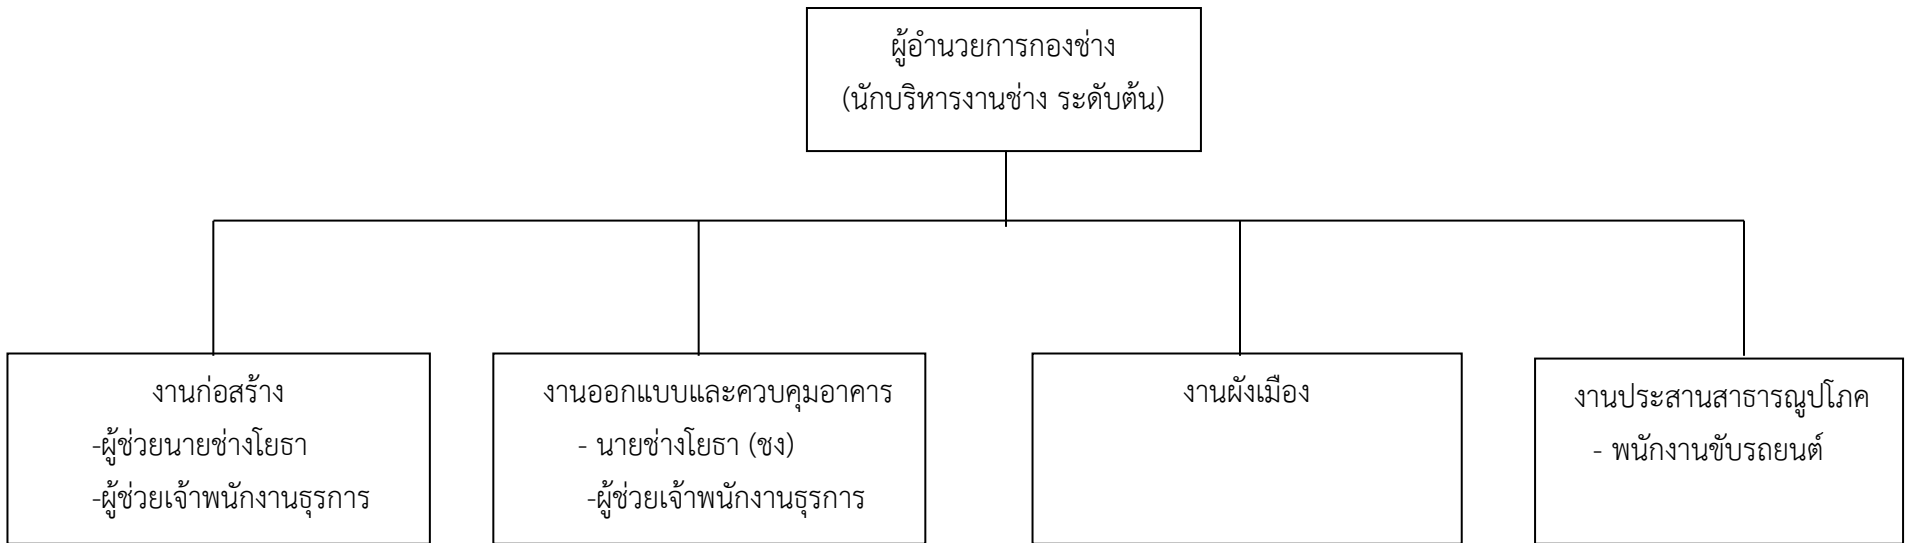 ผู้อำนวยการกองช่าง
(นักบริหารงานช่าง ระดับต้น)
งานก่อสร้าง
-ผู้ช่วยนายช่างโยธา
-ผู้ช่วยเจ้าพนักงานธุรการ
งานออกแบบและควบคุมอาคาร
- นายช่างโยธา (ชง)
-ผู้ช่วยเจ้าพนักงานธุรการ
งานผังเมือง
งานประสานสาธารณูปโภค
- พนักงานขับรถยนต์